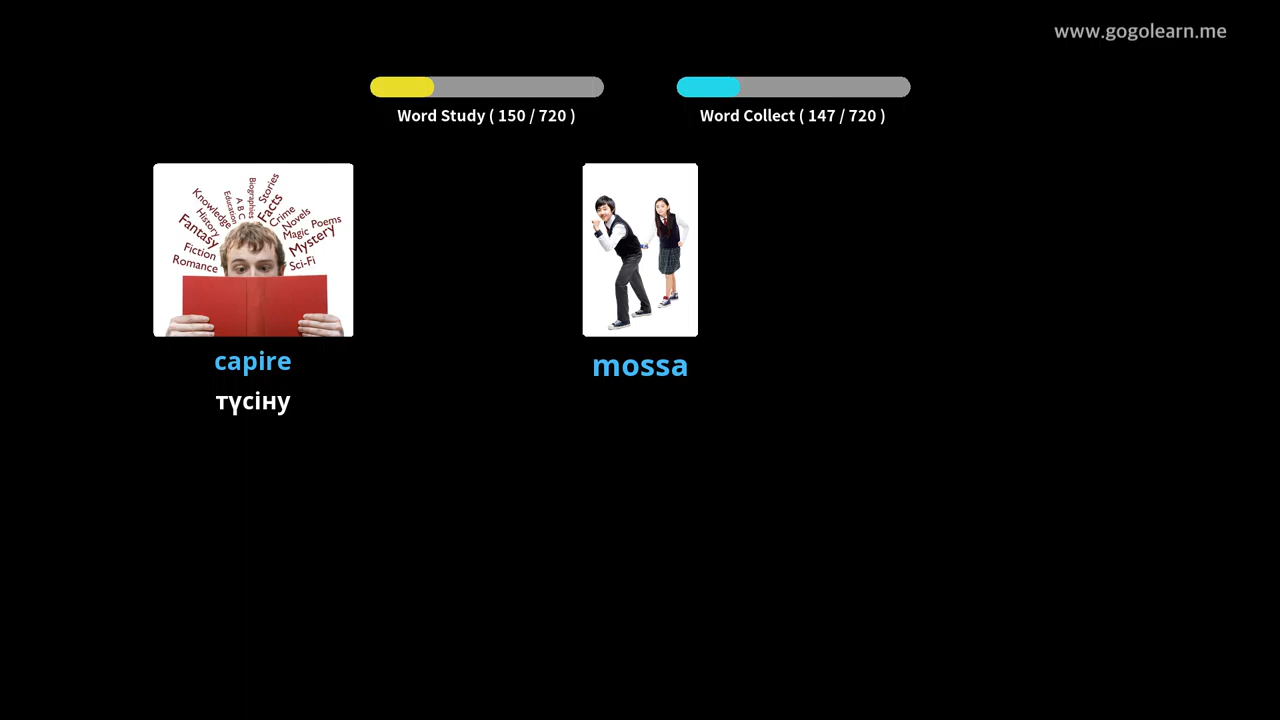 www.gogolearn.me
Word Study ( 150 / 720 )
Word Collect ( 147 / 720 )
Knowledge
History
Fantasy
Fiction
Romance
Education
A B C
Biographies
Stories
Facts
Crime
Novels
Magic
Poems
Mystery
Sci-Fi
capire
түсіну
mossa